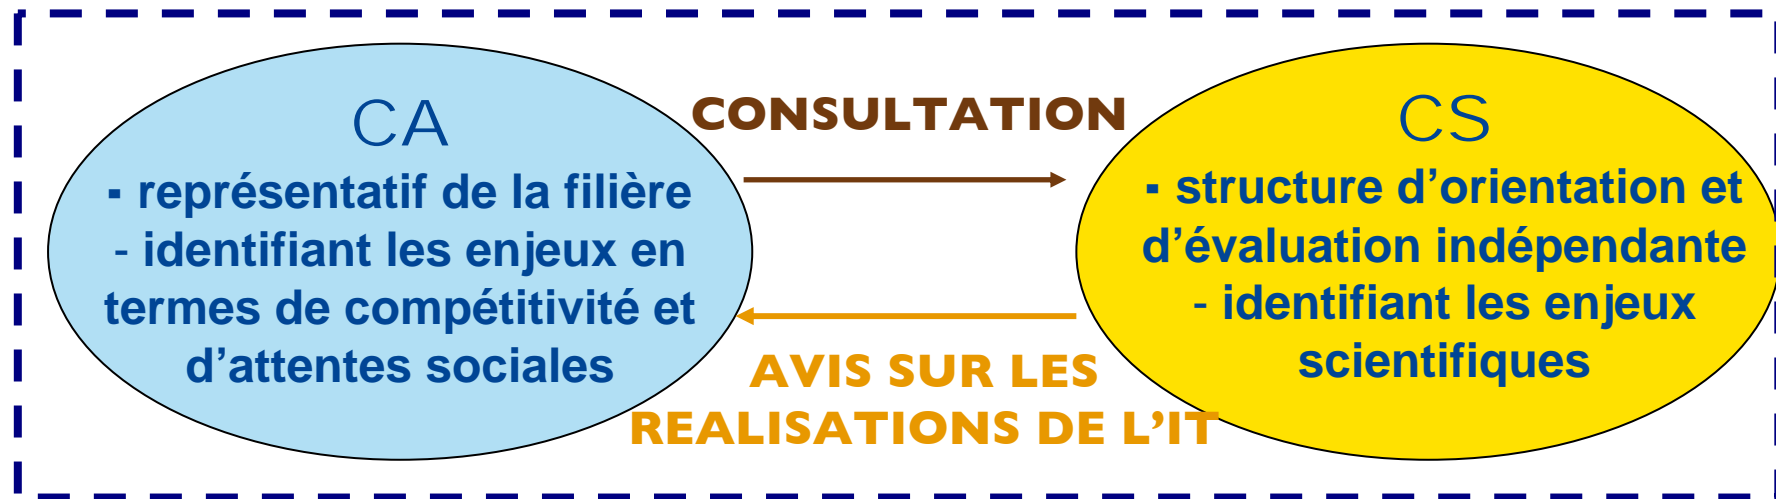 CA
▪ représentatif de la filière
- identifiant les enjeux en
termes de compétitivité et
d’attentes sociales
CONSULTATION
AVIS SUR LES
REALISATIONS DE L’IT
CS
▪ structure d’orientation et
d’évaluation indépendante
- identifiant les enjeux
scientifiques